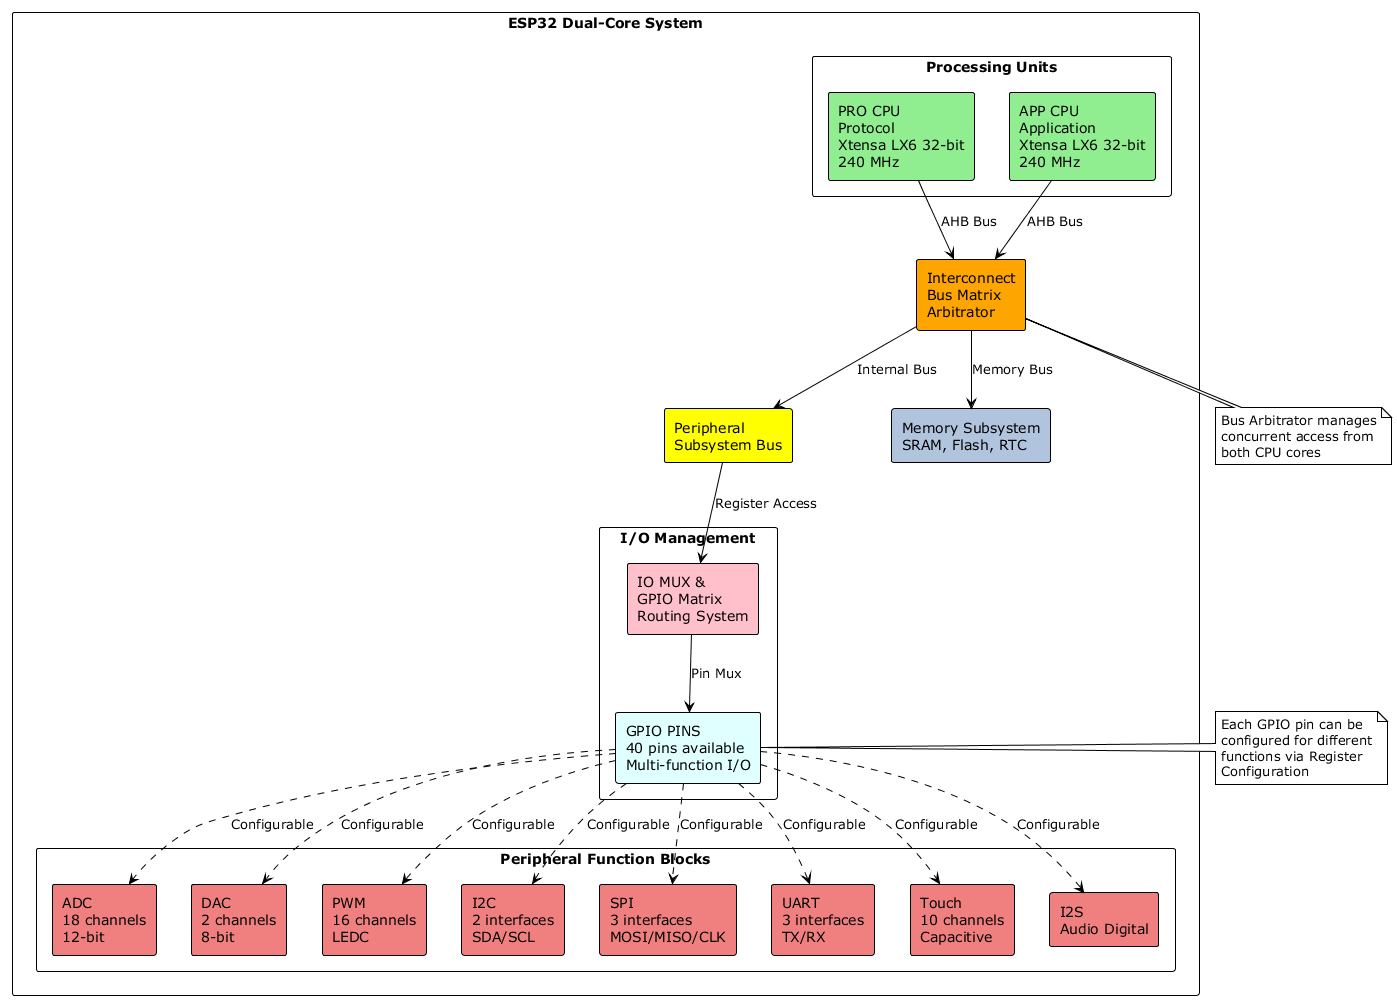 ESP32 Dual-Core System
Processing Units
PRO CPU
Protocol
Xtensa LX6 32-bit
240 MHz
APP CPU
Application
Xtensa LX6 32-bit
240 MHz
AHB Bus
AHB Bus
Interconnect
Bus Matrix
Arbitrator
Internal Bus
Memory Bus
Peripheral
Subsystem Bus
Memory Subsystem
SRAM, Flash, RTC
Bus Arbitrator manages
concurrent access from
both CPU cores
Register Access
I/O Management
IO MUX &
GPIO Matrix
Routing System
Pin Mux
GPIO PINS
40 pins available
Multi-function I/O
Each GPIO pin can be
configured for different
functions via Register
Configuration
Configurable
Configurable
Configurable
Configurable
Configurable
Configurable
Configurable
Configurable
Peripheral Function Blocks
ADC
18 channels
12-bit
DAC
2 channels
8-bit
PWM
16 channels
LEDC
I2C
2 interfaces
SDA/SCL
SPI
3 interfaces
MOSI/MISO/CLK
UART
3 interfaces
TX/RX
Touch
10 channels
Capacitive
I2S
Audio Digital